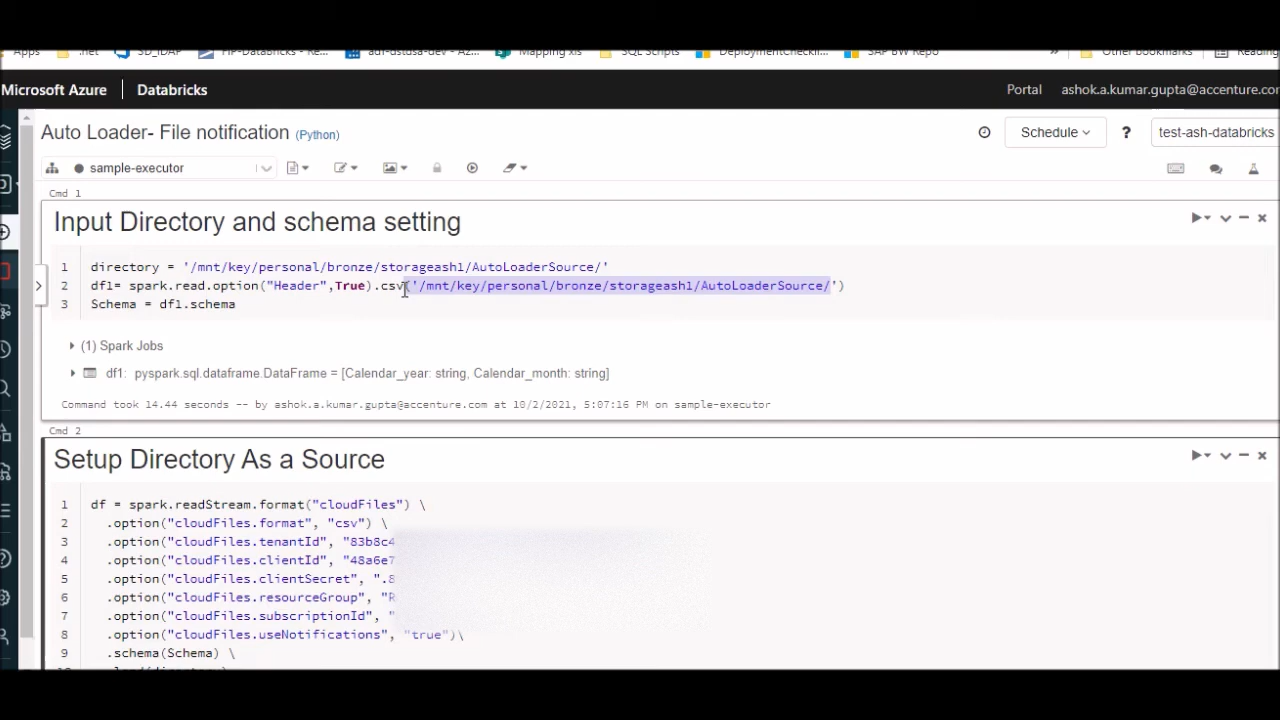 Apps .net SD_IDAP PIP-Databricks - Re... adf-dstdusa-dev - Az... Mapping xls SQL Scripts DeploymentCheckli... SAP BW Repo » Other bookmarks Reading
Microsoft Azure Databricks Portal ashok.a.kumar.gupta@accenture.com
Auto Loader- File notification (Python) Schedule ? test-ash-databricks
sample-executor
Cmd 1
Input Directory and schema setting
1 directory = '/mnt/key/personal/bronze/storageash1/AutoLoaderSource/'
2 df1= spark.read.option("Header",True).csv('/mnt/key/personal/bronze/storageash1/AutoLoaderSource/')
3 Schema = df1.schema
(1) Spark Jobs
df1: pyspark.sql.dataframe.DataFrame = [Calendar_year: string, Calendar_month: string]
Command took 14.44 seconds -- by ashok.a.kumar.gupta@accenture.com at 10/2/2021, 5:07:16 PM on sample-executor
Cmd 2
Setup Directory As a Source
1 df = spark.readStream.format("cloudFiles") \
2 .option("cloudFiles.format", "csv") \
3 .option("cloudFiles.tenantId", "83b8c4
4 .option("cloudFiles.clientId", "48a6e7
5 .option("cloudFiles.clientSecret", ".8
6 .option("cloudFiles.resourceGroup", "R
7 .option("cloudFiles.subscriptionId", "
8 .option("cloudFiles.useNotifications", "true")\
9 .schema(Schema) \